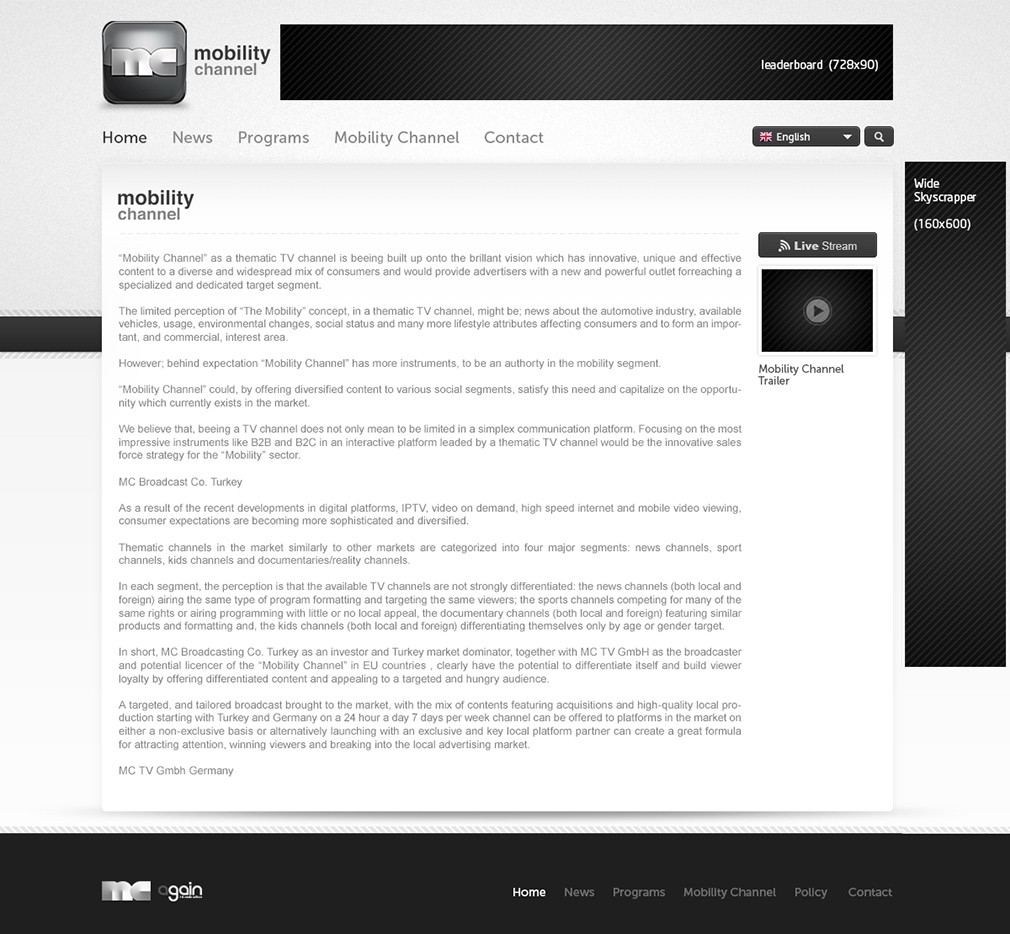 mc
mobility
channel
leaderboard (728x90)
Home News Programs Mobility Channel Contact
English
Wide
Skyscrapper
(160x600)
mobility
channel
Live Stream
“Mobility Channel” as a thematic TV channel is beeing built up onto the brillant vision which has innovative, unique and effective
content to a diverse and widespread mix of consumers and would provide advertisers with a new and powerful outlet forreaching a
specialized and dedicated target segment.
The limited perception of “The Mobility” concept, in a thematic TV channel, might be; news about the automotive industry, available
vehicles, usage, environmental changes, social status and many more lifestyle attributes affecting consumers and to form an impor-
tant, and commercial, interest area.
However; behind expectation “Mobility Channel” has more instruments, to be an authorty in the mobility segment.
“Mobility Channel” could, by offering diversified content to various social segments, satisfy this need and capitalize on the opportu-
nity which currently exists in the market.
We believe that, beeing a TV channel does not only mean to be limited in a simplex communication platform. Focusing on the most
impressive instruments like B2B and B2C in an interactive platform leaded by a thematic TV channel would be the innovative sales
force strategy for the “Mobility” sector.
MC Broadcast Co. Turkey
As a result of the recent developments in digital platforms, IPTV, video on demand, high speed internet and mobile video viewing,
consumer expectations are becoming more sophisticated and diversified.
Thematic channels in the market similarly to other markets are categorized into four major segments: news channels, sport
channels, kids channels and documentaries/reality channels.
In each segment, the perception is that the available TV channels are not strongly differentiated: the news channels (both local and
foreign) airing the same type of program formatting and targeting the same viewers; the sports channels competing for many of the
same rights or airing programming with little or no local appeal, the documentary channels (both local and foreign) featuring similar
products and formatting and, the kids channels (both local and foreign) differentiating themselves only by age or gender target.
In short, MC Broadcasting Co. Turkey as an investor and Turkey market dominator, together with MC TV GmbH as the broadcaster
and potential licencer of the “Mobility Channel” in EU countries , clearly have the potential to differentiate itself and build viewer
loyalty by offering differentiated content and appealing to a targeted and hungry audience.
A targeted, and tailored broadcast brought to the market, with the mix of contents featuring acquisitions and high-quality local pro-
duction starting with Turkey and Germany on a 24 hour a day 7 days per week channel can be offered to platforms in the market on
either a non-exclusive basis or alternatively launching with an exclusive and key local platform partner can create a great formula
for attracting attention, winning viewers and breaking into the local advertising market.
MC TV Gmbh Germany
Mobility Channel
Trailer
mc again
Home News Programs Mobility Channel Policy Contact